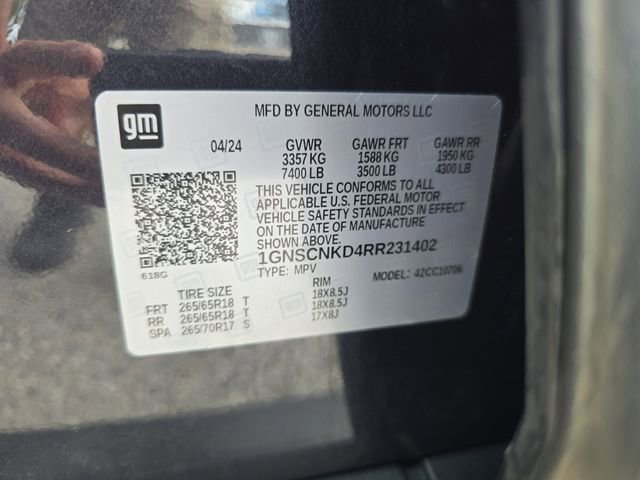 gm
MFD BY GENERAL MOTORS LLC
04/24 GVWR GAWR FRT GAWR RR
3357 KG 1588 KG 1950 KG
7400 LB 3500 LB 4300 LB
THIS VEHICLE CONFORMS TO ALL
APPLICABLE U.S. FEDERAL MOTOR
VEHICLE SAFETY STANDARDS IN EFFECT
ON THE DATE OF MANUFACTURE
SHOWN ABOVE.
1GNSCNKD4RR231402
618G
TYPE: MPV MODEL: 42CC10706
TIRE SIZE RIM
FRT 265/65R18 T 18X8.5J
RR 265/65R18 T 18X8.5J
SPA 265/70R17 S 17X8J